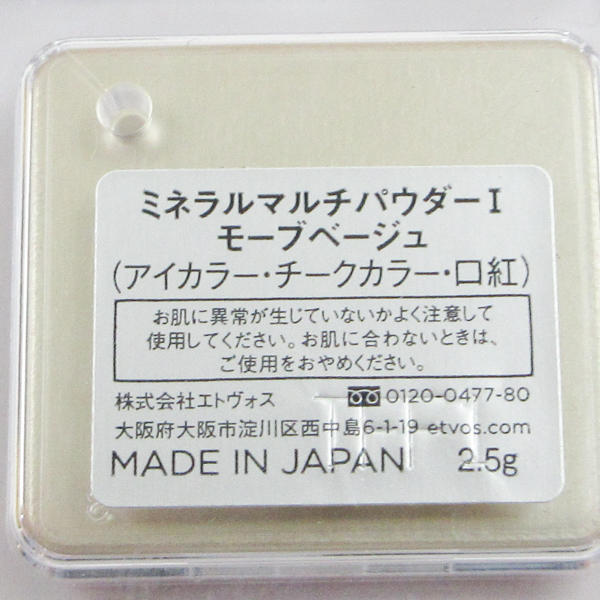 ミネラルマルチパウダーI
モーブベージュ
(アイカラー・チークカラー・口紅)
お肌に異常が生じていないかよく注意して
使用してください。お肌に合わないときは、
ご使用をおやめください。
株式会社エトヴォス 0120-0477-80
大阪府大阪市淀川区西中島6-1-19 etvos.com
MADE IN JAPAN 2.5g